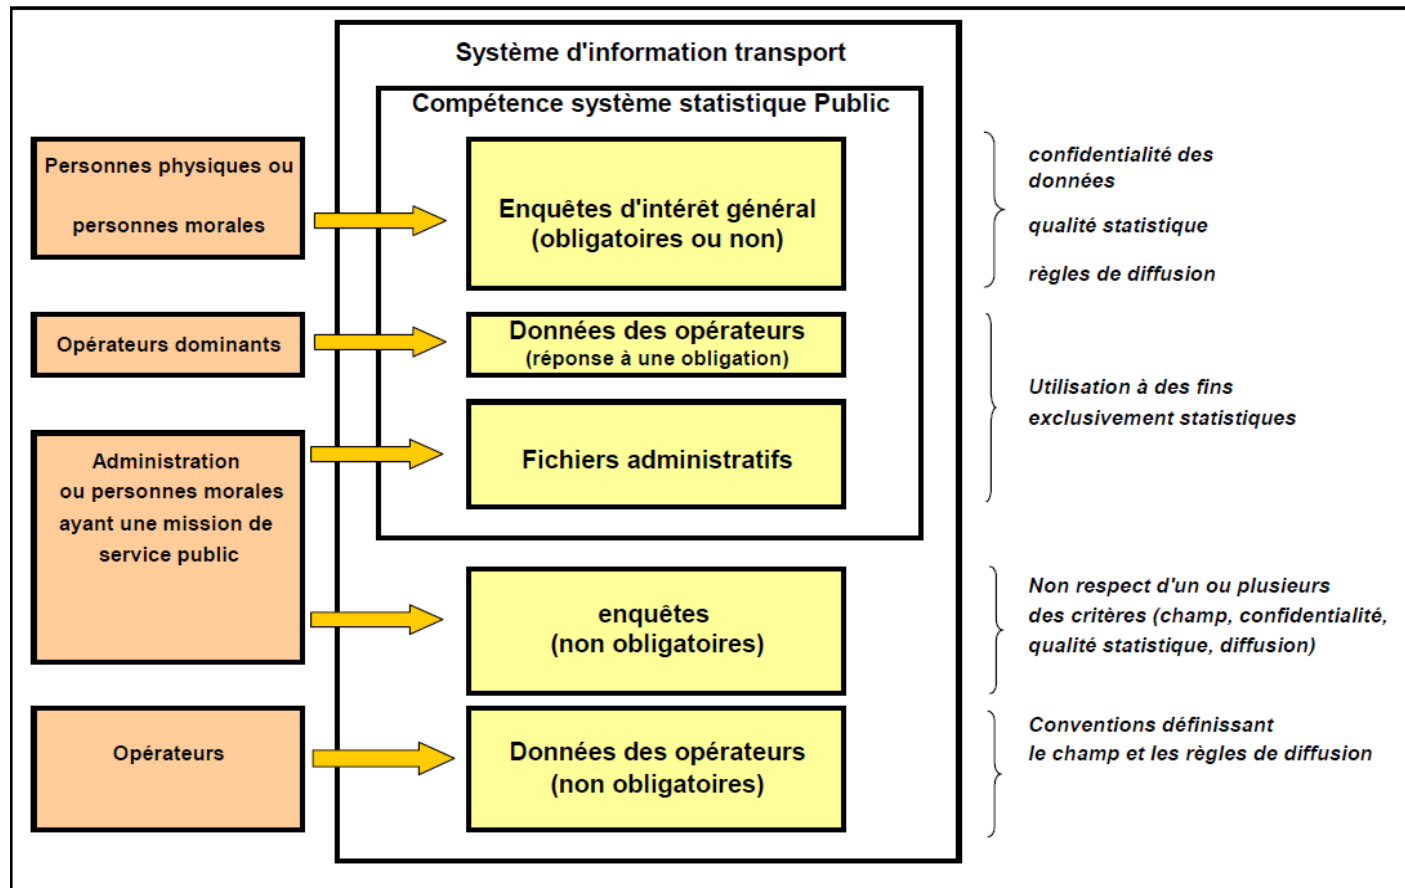 Système d'information transport
Compétence système statistique Public
Personnes physiques ou
personnes morales
Enquêtes d'intérêt général
(obligatoires ou non)
confidentialité des
données
qualité statistique
règles de diffusion
Opérateurs dominants
Données des opérateurs
(réponse à une obligation)
Utilisation à des fins
exclusivement statistiques
Administration
ou personnes morales
ayant une mission de
service public
Fichiers administratifs
enquêtes
(non obligatoires)
Non respect d'un ou plusieurs
des critères (champ, confidentialité,
qualité statistique, diffusion)
Opérateurs
Données des opérateurs
(non obligatoires)
Conventions définissant
le champ et les règles de diffusion